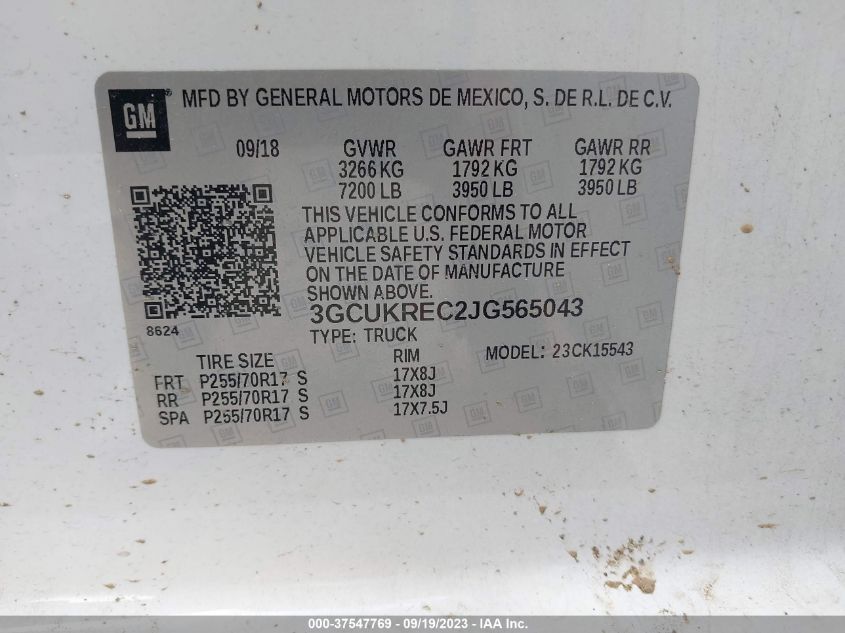 GM
MFD BY GENERAL MOTORS DE MEXICO, S. DE R.L. DE C.V.
09/18 GVWR GAWR FRT GAWR RR
3266 KG 1792 KG 1792 KG
7200 LB 3950 LB 3950 LB
THIS VEHICLE CONFORMS TO ALL
APPLICABLE U.S. FEDERAL MOTOR
VEHICLE SAFETY STANDARDS IN EFFECT
ON THE DATE OF MANUFACTURE
SHOWN ABOVE.
8624
3GCUKREC2JG565043
TYPE: TRUCK
TIRE SIZE RIM MODEL: 23CK15543
FRT P255/70R17 S 17X8J
RR P255/70R17 S 17X8J
SPA P255/70R17 S 17X7.5J
000-37547769 - 09/19/2023 - IAA Inc.